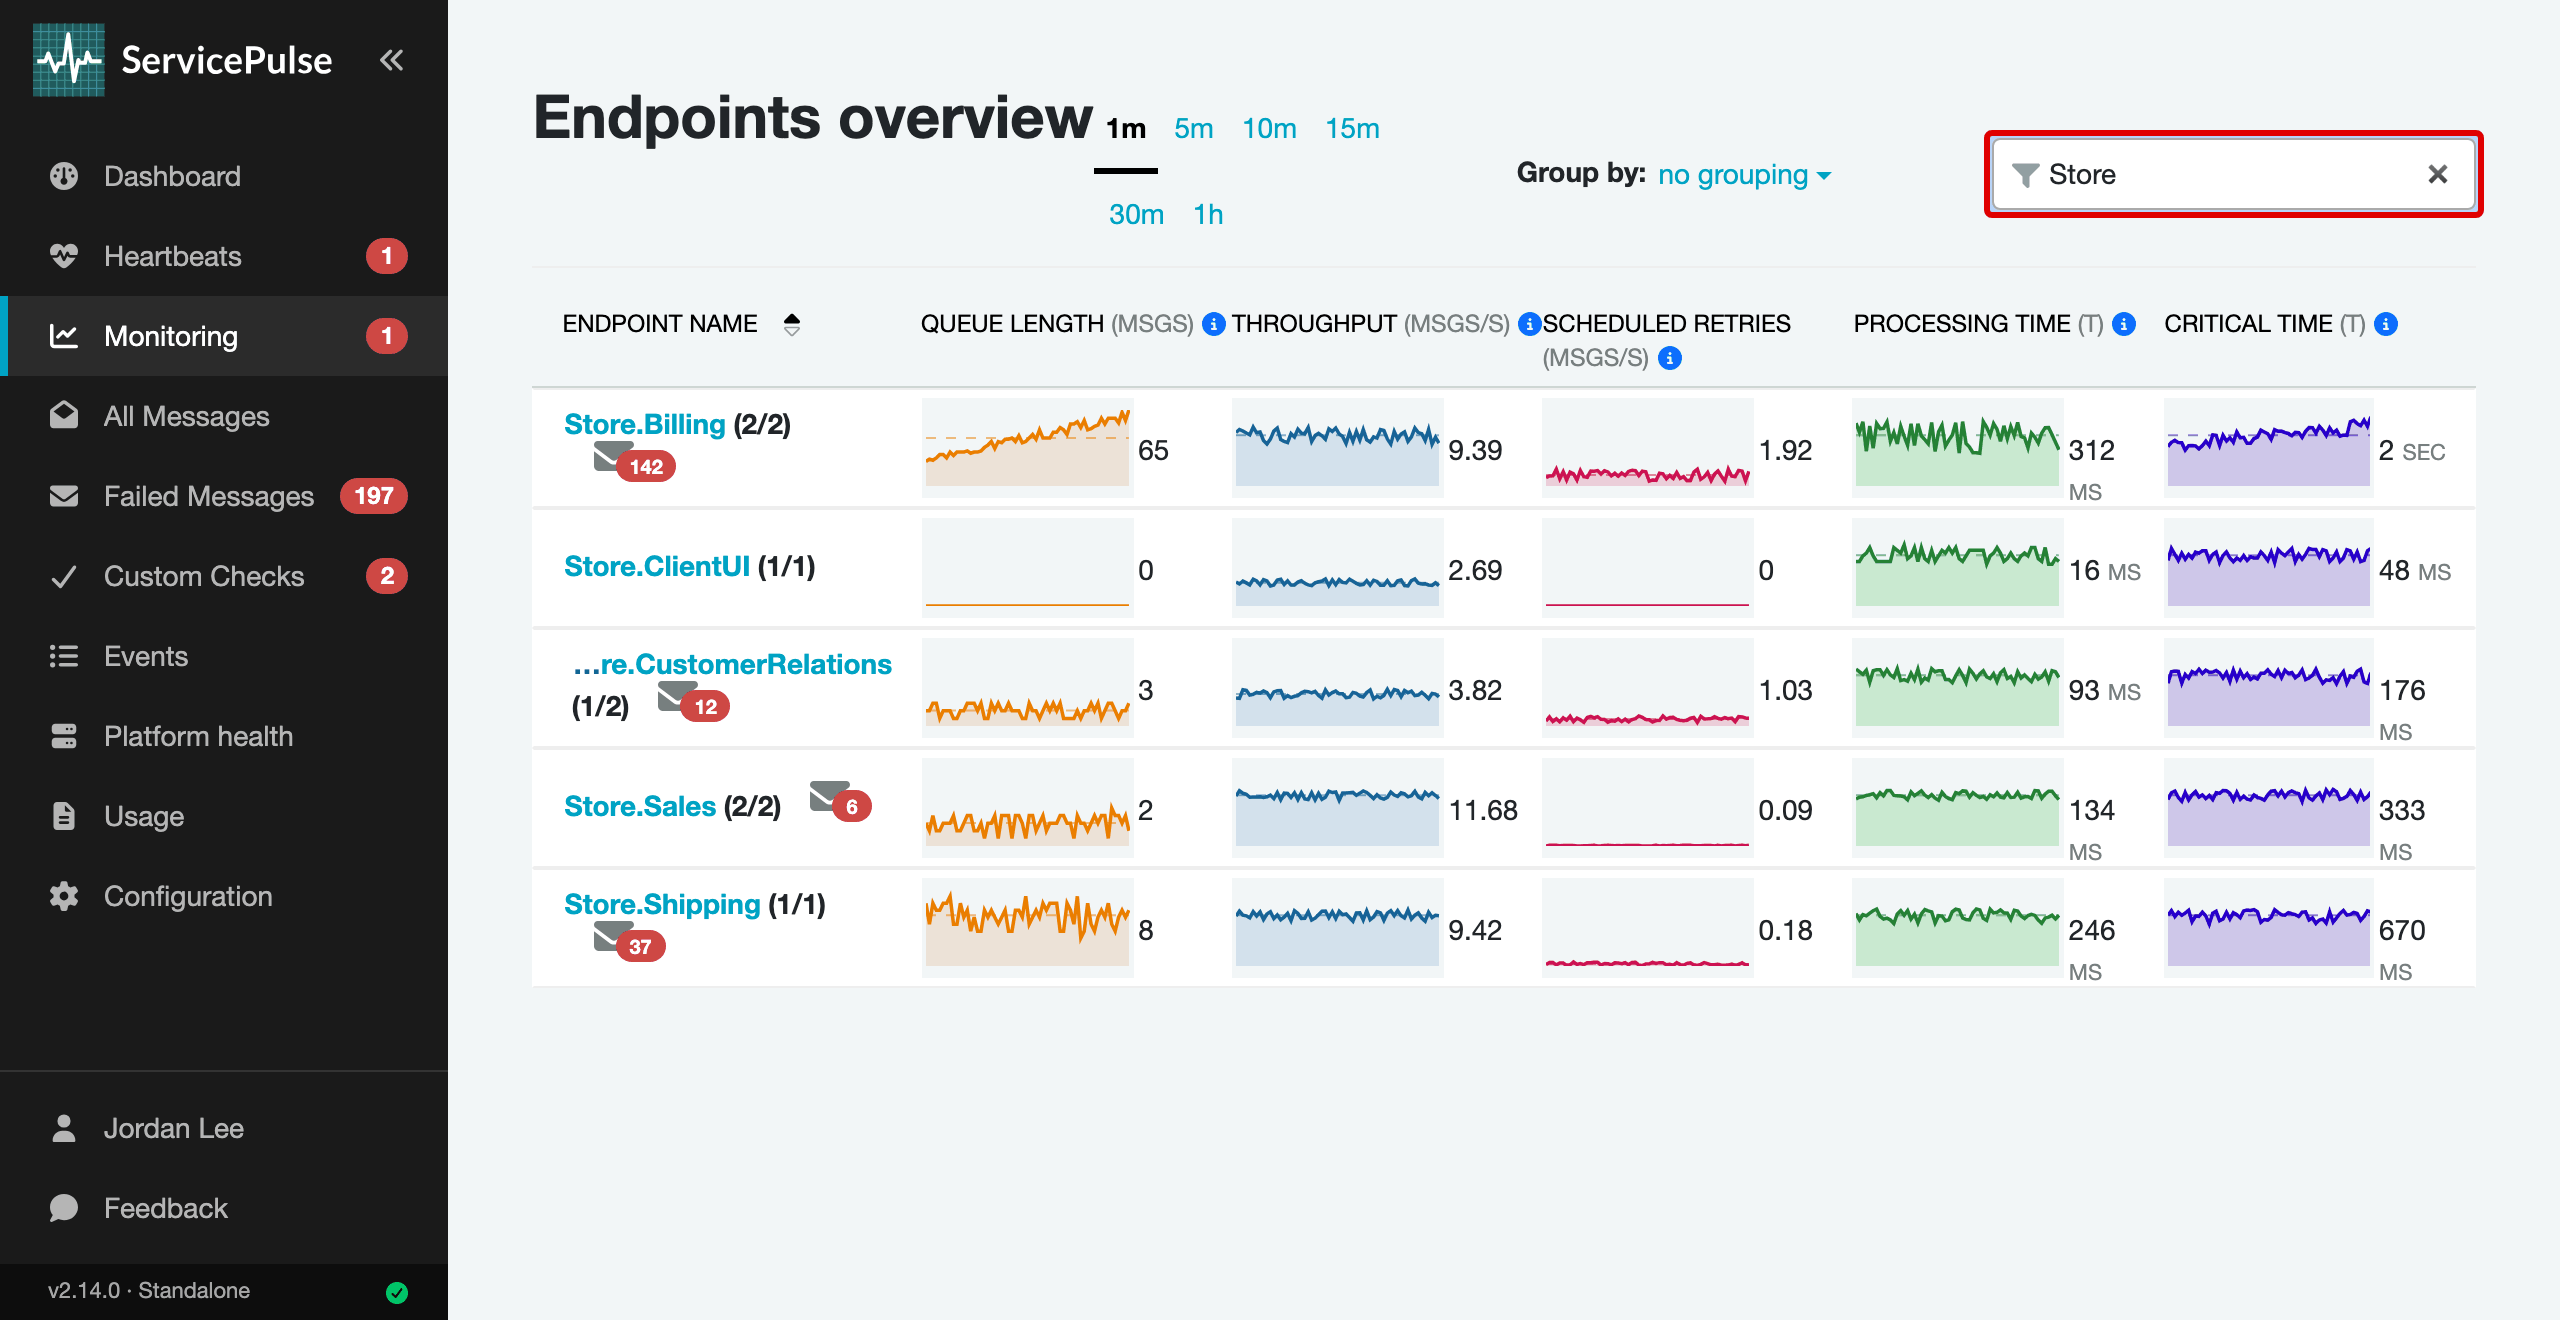 ServicePulse
Dashboard
Heartbeats 1
Monitoring 1
All Messages
Failed Messages 197
Custom Checks 2
Events
Platform health
Usage
Configuration
Jordan Lee
Feedback
v2.14.0 · Standalone
Endpoints overview 1m 5m 10m 15m
30m 1h
Group by: no grouping
Store
ENDPOINT NAME QUEUE LENGTH (MSGS) THROUGHPUT (MSGS/S) SCHEDULED RETRIES PROCESSING TIME (T) CRITICAL TIME (T)
(MSGS/S)
Store.Billing (2/2)
142
65 9.39 1.92 312 2 SEC
MS
Store.ClientUI (1/1) 0 2.69 0 16 MS 48 MS
...re.CustomerRelations
(1/2) 12
3 3.82 1.03 93 MS 176
MS
Store.Sales (2/2) 6 2 11.68 0.09 134 333
MS MS
Store.Shipping (1/1)
37
8 9.42 0.18 246 670
MS MS